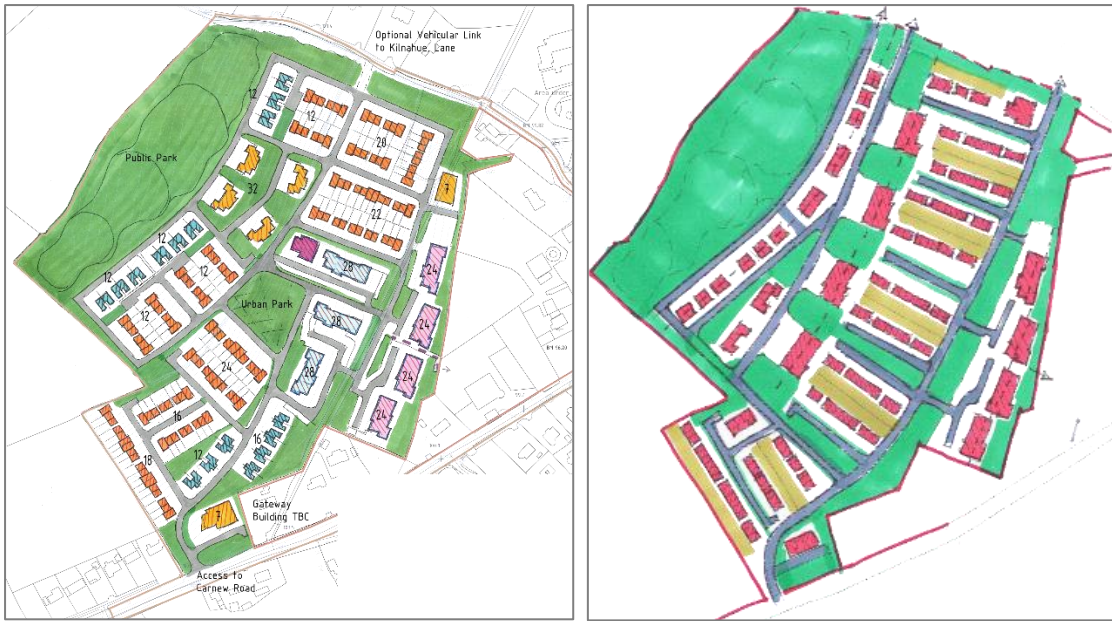 Optional Vehicular Link
to Kilnahue, Lane
12
12
20
Public Park
32
7
22
12
12
12
28
24
Urban Park
12
28
24
24
28
24
24
16
18
12
16
7
Gateway
Building TBC
Access to
Carnew Road